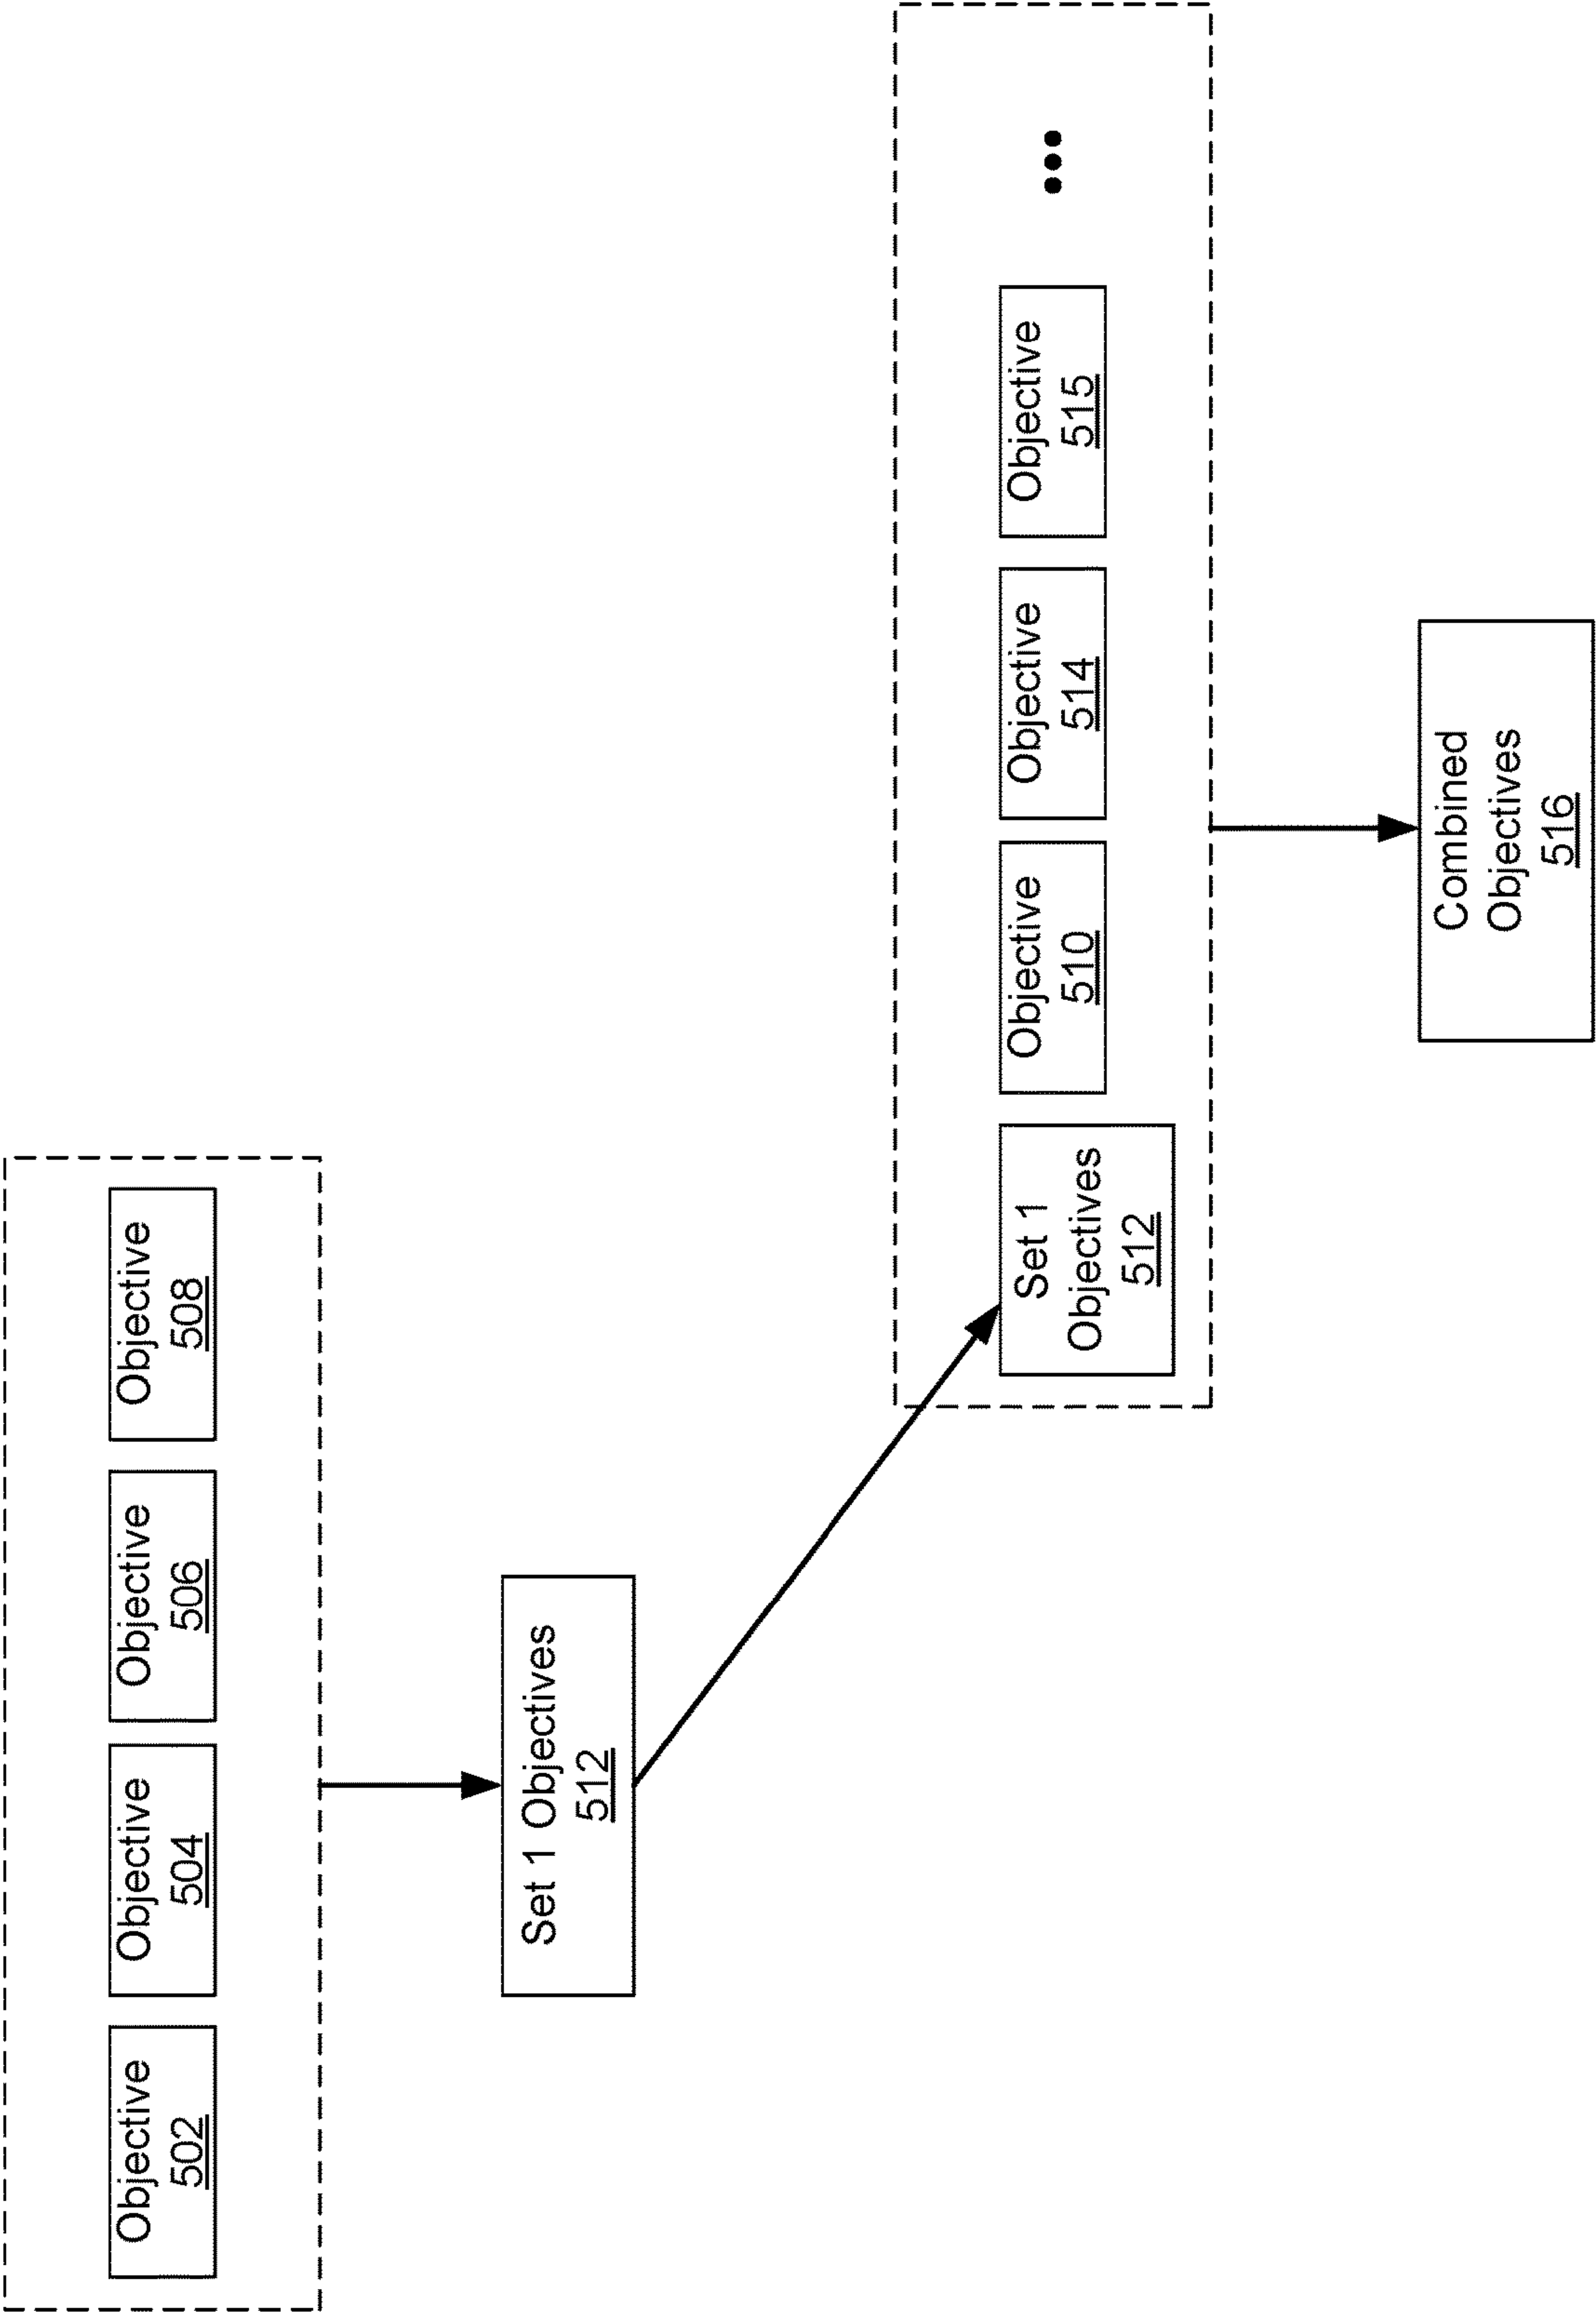 Objective
502
Objective
504
Objective
506
Objective
508
Set 1 Objectives
512
Set 1
Objectives
512
Objective
510
Objective
514
Objective
515
Combined
Objectives
516